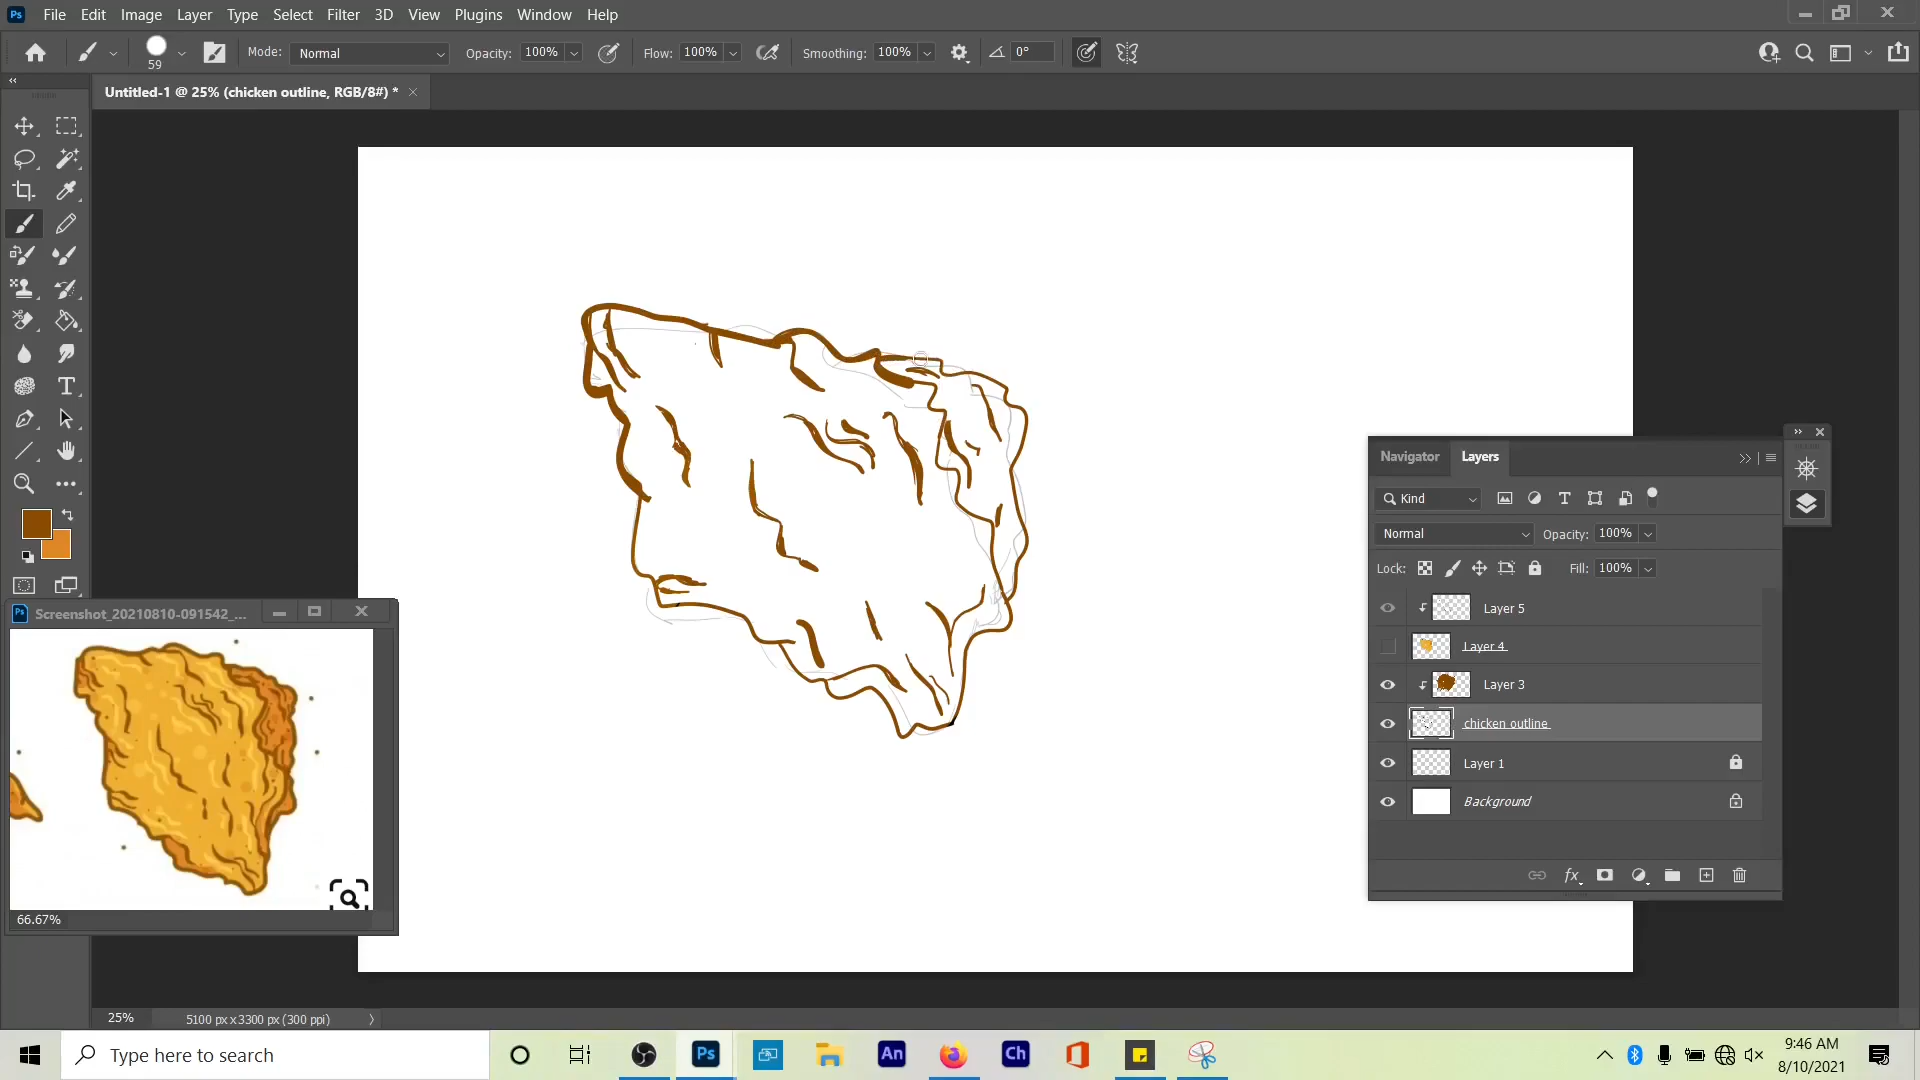 Ps File Edit Image Layer Type Select Filter 3D View Plugins Window Help
59 Mode: Normal Opacity: 100% Flow: 100% Smoothing: 100% 0°
Untitled-1 @ 25% (chicken outline, RGB/8#) *
Navigator Layers
Kind
Normal Opacity: 100%
Lock: Fill: 100%
Layer 5
Layer 4
Layer 3
chicken outline
Layer 1
Background
fx
Ps Screenshot_20210810-091542_...
66.67%
25% 5100 px x 3300 px (300 ppi)
Type here to search
Ps An Ch
9:46 AM
8/10/2021